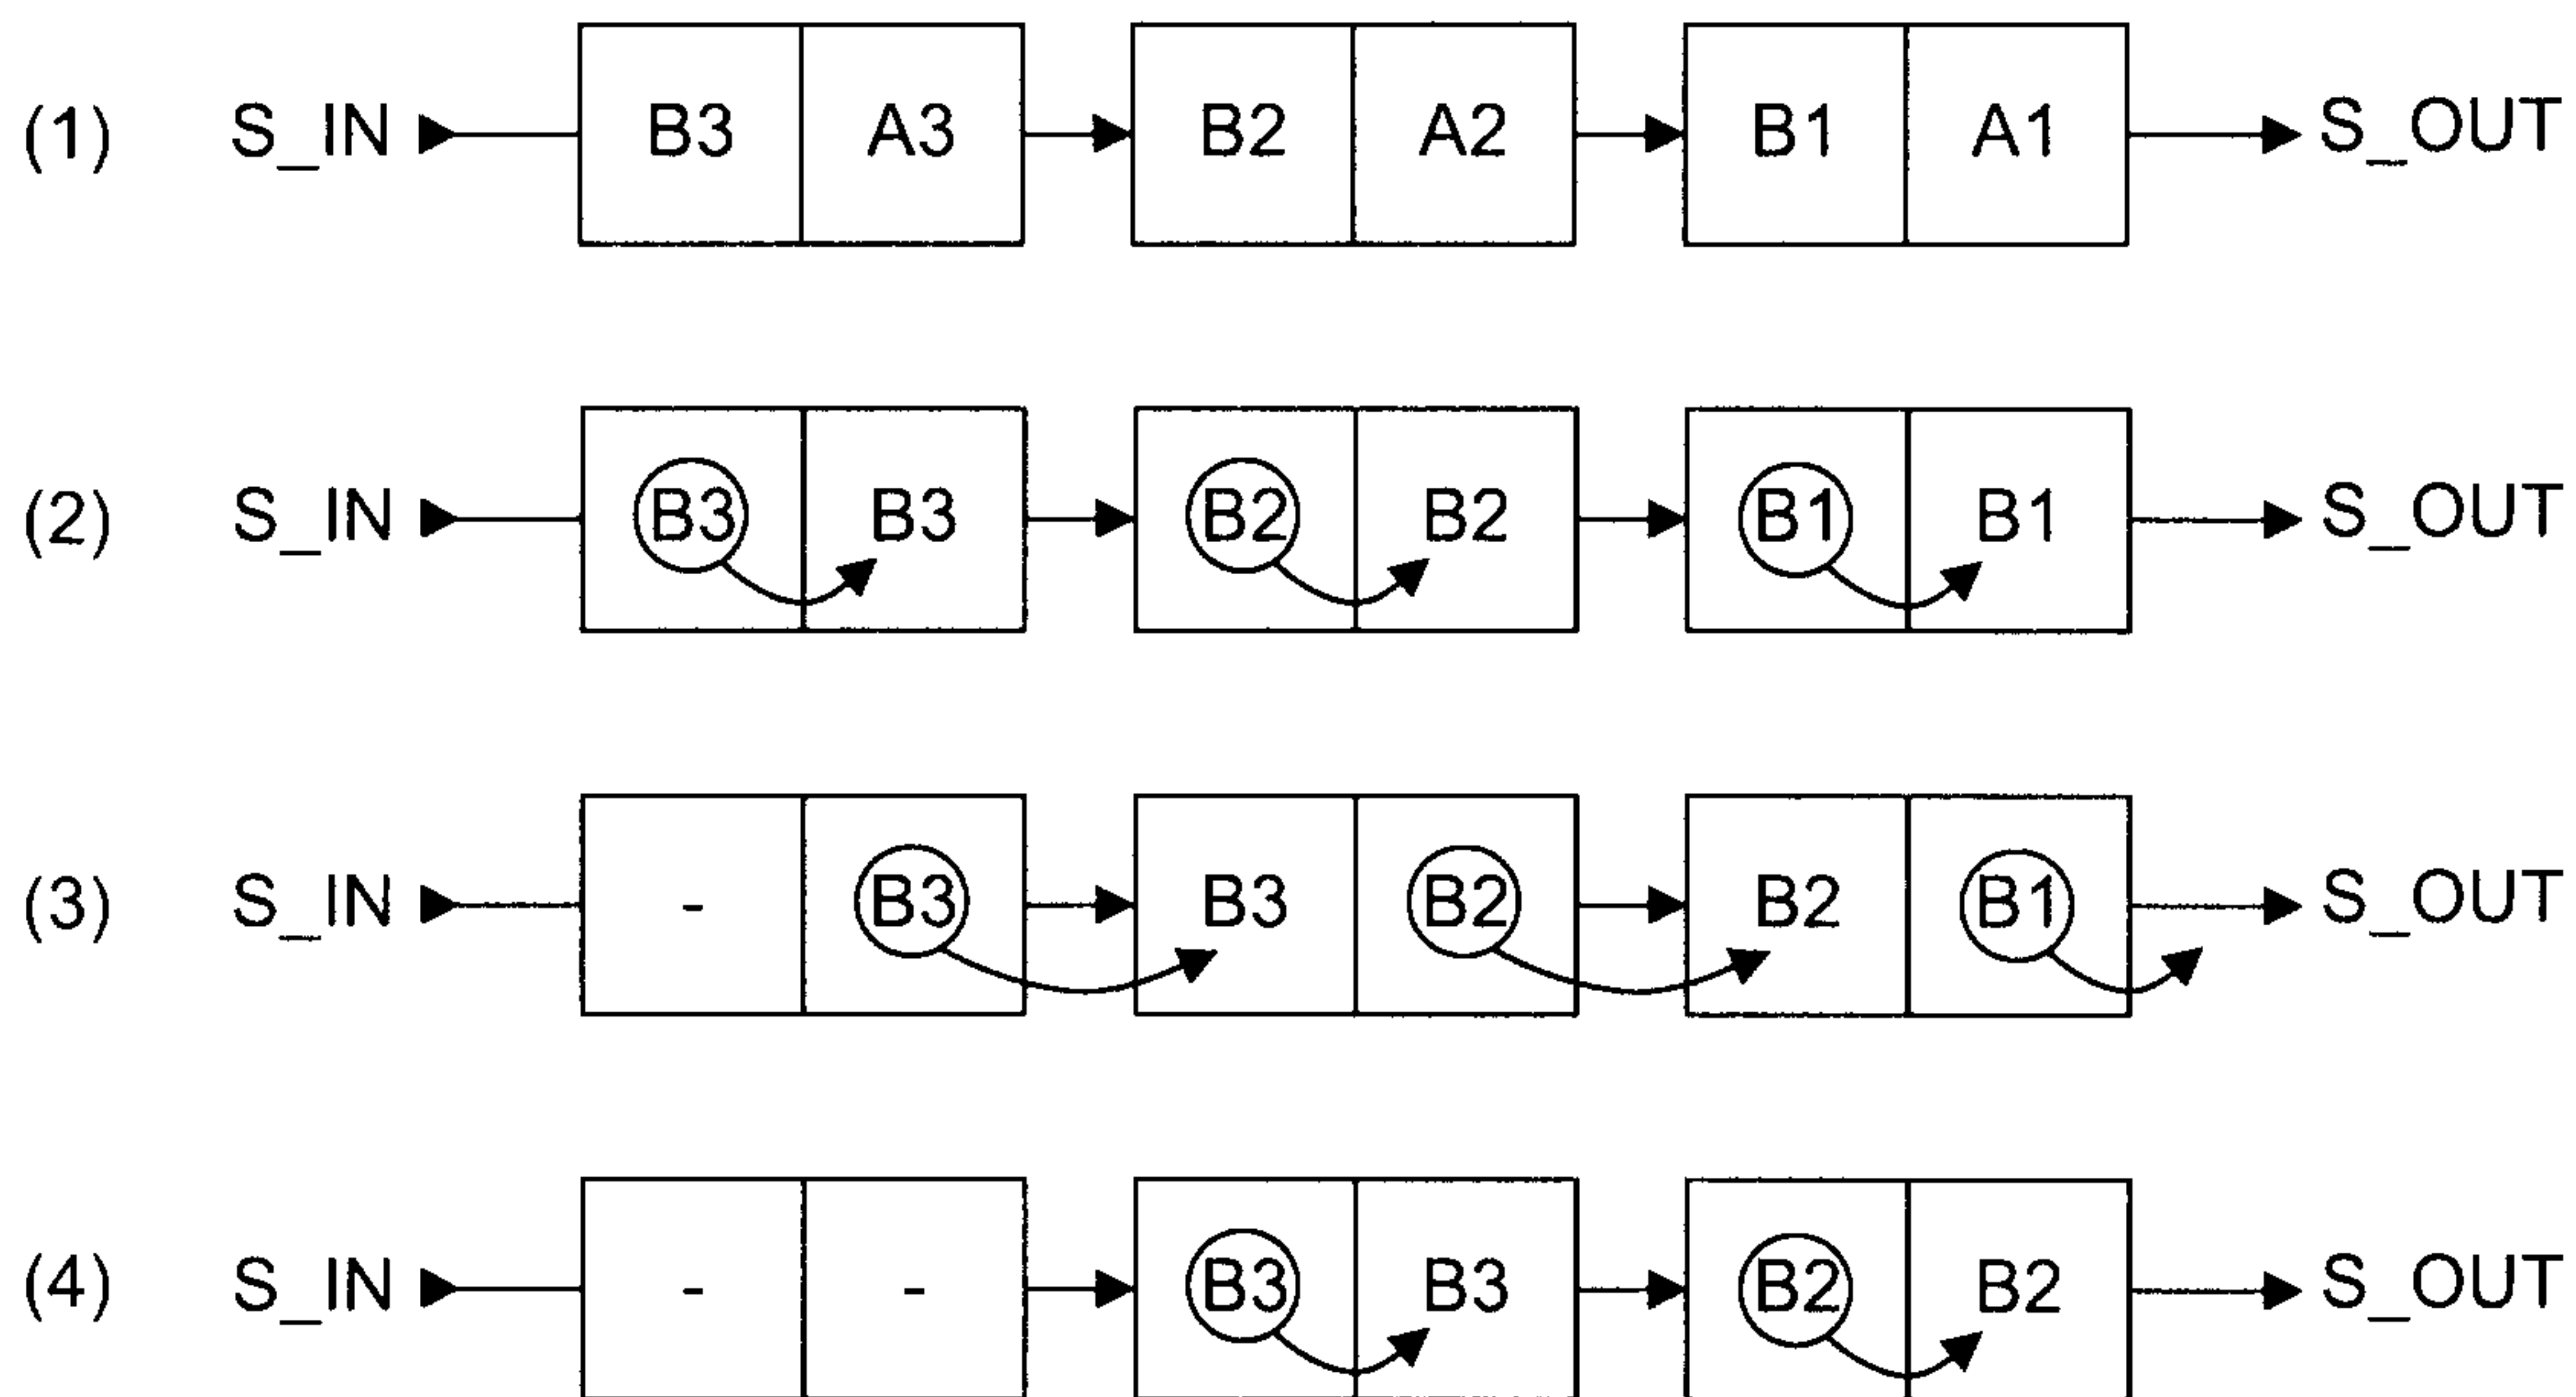 (1) S_IN B3 A3 B2 A2 B1 A1 S_OUT
(2) S_IN B3 B3 B2 B2 B1 B1 S_OUT
(3) S_IN - B3 B3 B2 B2 B1 S_OUT
(4) S_IN - - B3 B3 B2 B2 S_OUT